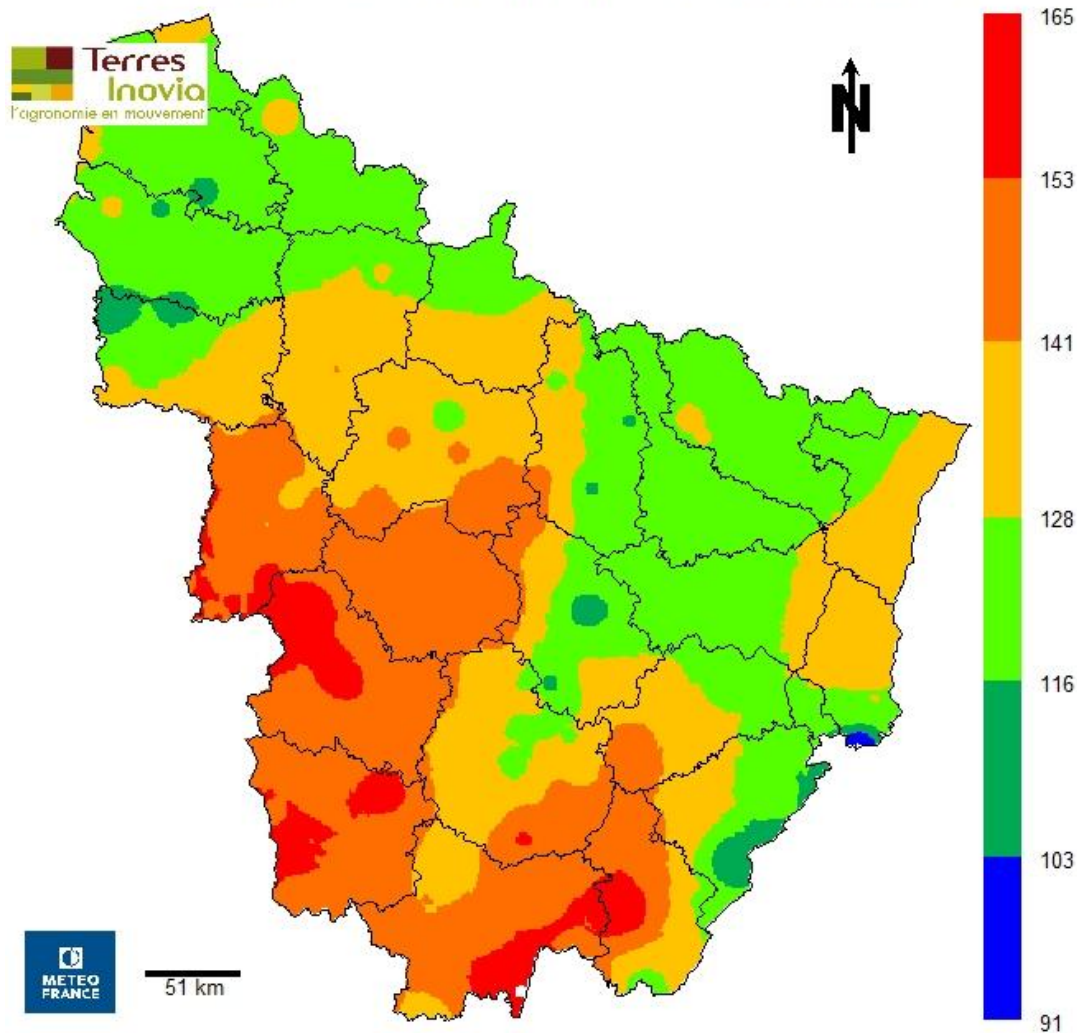 Terres
Inovia
l'agronomie en mouvement
N
165
153
141
128
116
103
91
METEO
FRANCE
51 km